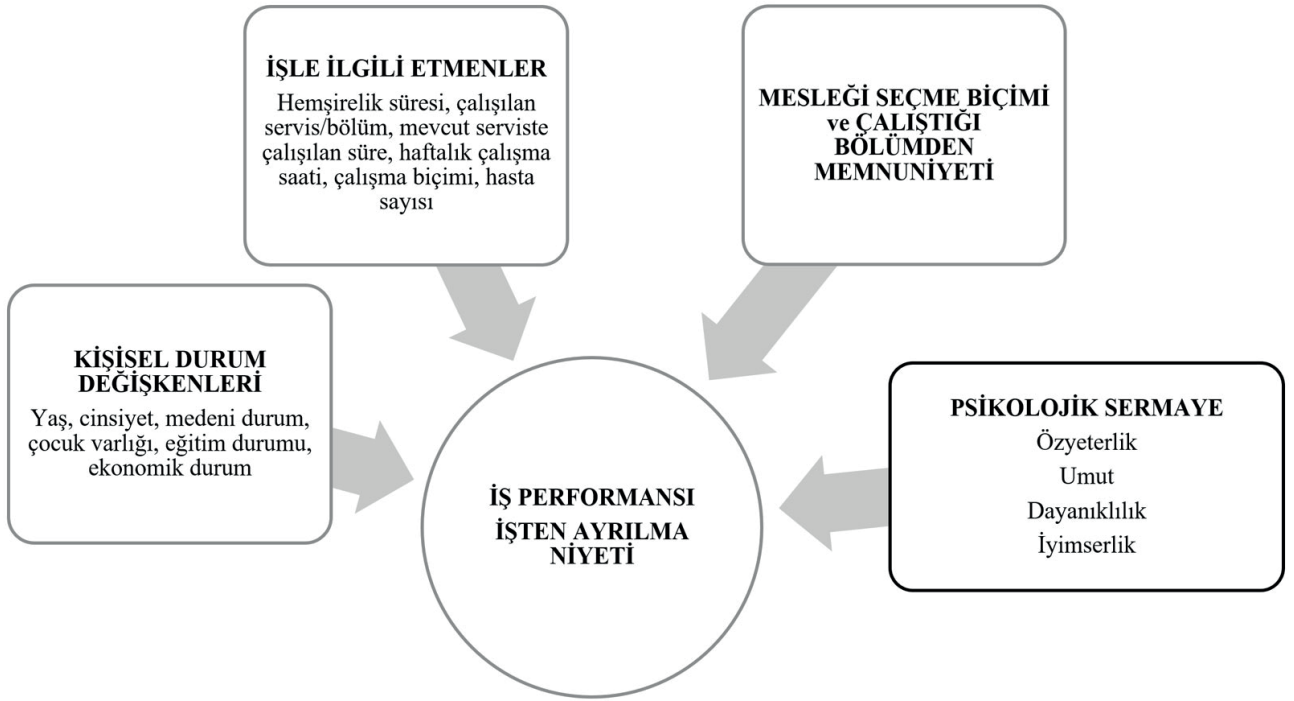 İŞLE İLGİLİ ETMENLER
Hemşirelik süresi, çalışılan
servis/bölüm, mevcut serviste
çalışılan süre, haftalık çalışma
saati, çalışma biçimi, hasta
sayısı
MESLEĞİ SEÇME BİÇİMİ
ve ÇALIŞTIĞI
BÖLÜMDEN
MEMNUNİYETİ
KİŞİSEL DURUM
DEĞİŞKENLERİ
Yaş, cinsiyet, medeni durum,
çocuk varlığı, eğitim durumu,
ekonomik durum
PSİKOLOJİK SERMAYE
Özyeterlik
Umut
Dayanıklılık
İyimserlik
İŞ PERFORMANSI
İŞTEN AYRILMA
NİYETİ